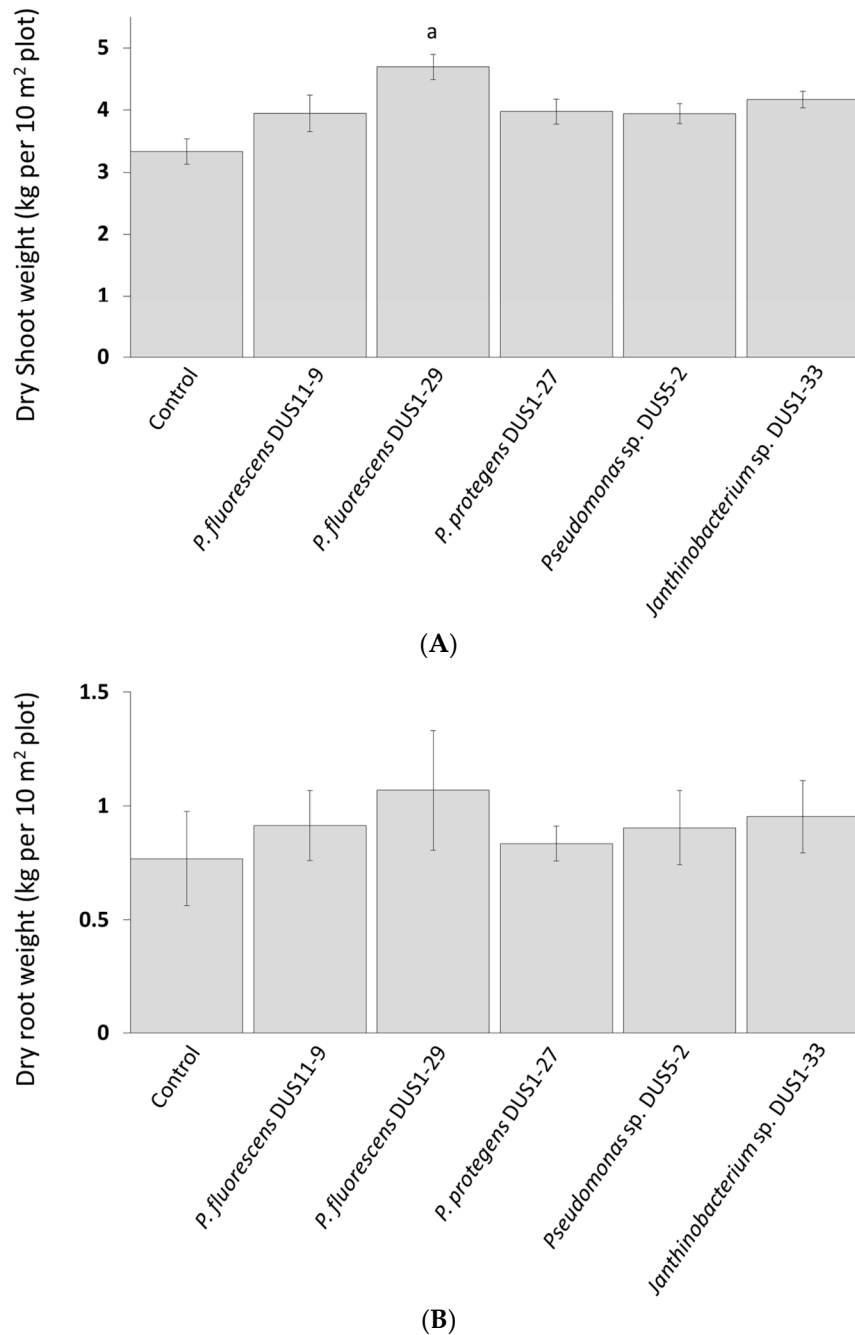 Dry Shoot weight (kg per 10 m² plot)
5
4
3
2
1
0
a
Control
P. fluorescens DUS11-9
P. fluorescens DUS1-29
P. protegens DUS1-27
Pseudomonas sp. DUS5-2
Janthinobacterium sp. DUS1-33
(A)
Dry root weight (kg per 10 m² plot)
1.5
1
0.5
0
Control
P. fluorescens DUS11-9
P. fluorescens DUS1-29
P. protegens DUS1-27
Pseudomonas sp. DUS5-2
Janthinobacterium sp. DUS1-33
(B)